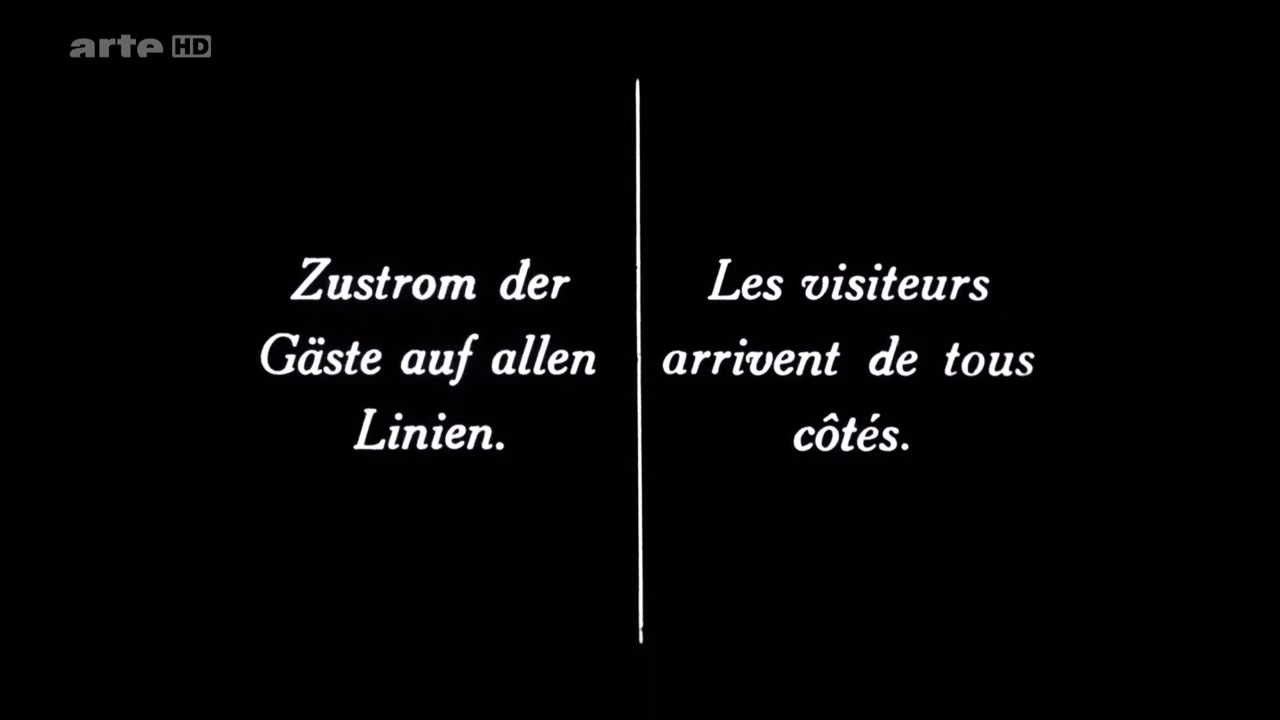 arte HD
Zustrom der
Gäste auf allen
Linien.
Les visiteurs
arrivent de tous
côtés.